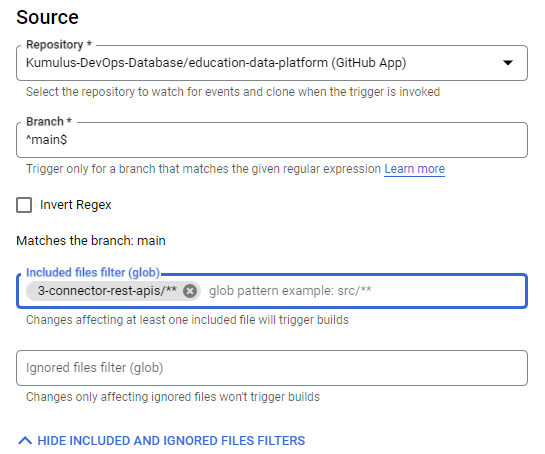 Source
Repository *
Kumulus-DevOps-Database/education-data-platform (GitHub App)
Select the repository to watch for events and clone when the trigger is invoked
Branch *
^main$
Trigger only for a branch that matches the given regular expression Learn more
Invert Regex
Matches the branch: main
Included files filter (glob)
3-connector-rest-apis/** glob pattern example: src/**
Changes affecting at least one included file will trigger builds
Ignored files filter (glob)
Changes only affecting ignored files won't trigger builds
HIDE INCLUDED AND IGNORED FILES FILTERS